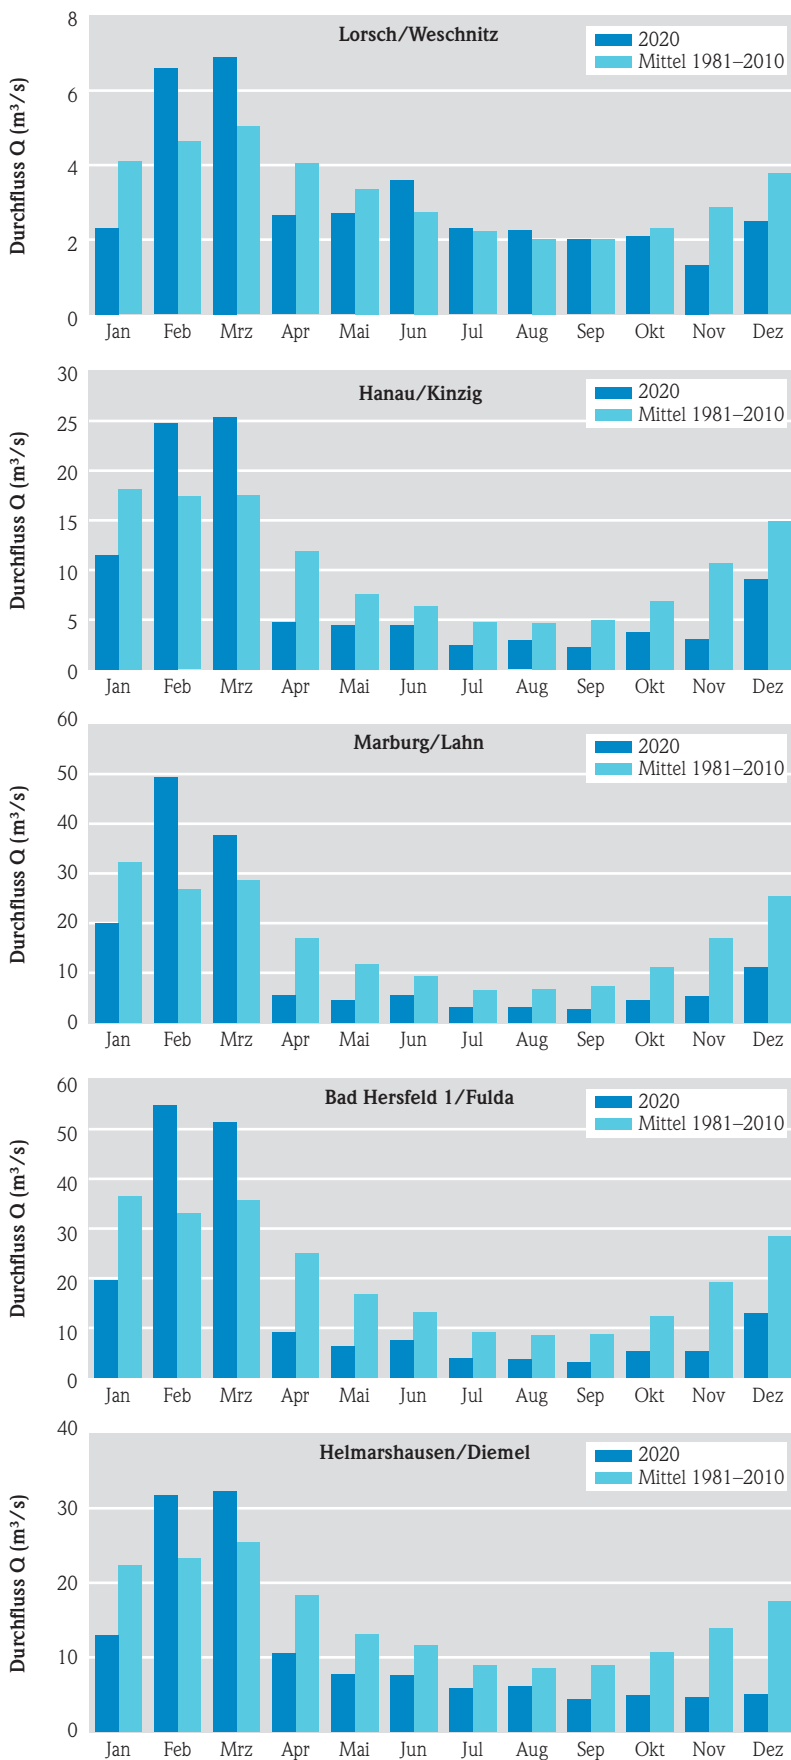 Lorsch/Weschnitz
2020
Mittel 1981–2010
Durchfluss Q (m³/s)
8
6
4
2
0
Jan Feb Mrz Apr Mai Jun Jul Aug Sep Okt Nov Dez
Hanau/Kinzig
2020
Mittel 1981–2010
Durchfluss Q (m³/s)
30
25
20
15
10
5
0
Jan Feb Mrz Apr Mai Jun Jul Aug Sep Okt Nov Dez
Marburg/Lahn
2020
Mittel 1981–2010
Durchfluss Q (m³/s)
60
50
40
30
20
10
0
Jan Feb Mrz Apr Mai Jun Jul Aug Sep Okt Nov Dez
Bad Hersfeld 1/Fulda
2020
Mittel 1981–2010
Durchfluss Q (m³/s)
60
50
40
30
20
10
0
Jan Feb Mrz Apr Mai Jun Jul Aug Sep Okt Nov Dez
Helmarshausen/Diemel
2020
Mittel 1981–2010
Durchfluss Q (m³/s)
40
30
20
10
0
Jan Feb Mrz Apr Mai Jun Jul Aug Sep Okt Nov Dez